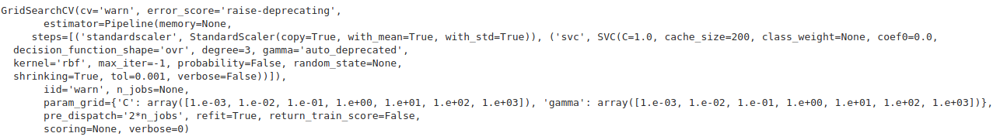 GridSearchCV(cv='warn', error_score='raise-deprecating',
       estimator=Pipeline(memory=None,
     steps=[('standardscaler', StandardScaler(copy=True, with_mean=True, with_std=True)), ('svc', SVC(C=1.0, cache_size=200, class_weight=None, coef0=0.0,
  decision_function_shape='ovr', degree=3, gamma='auto_deprecated',
  kernel='rbf', max_iter=-1, probability=False, random_state=None,
  shrinking=True, tol=0.001, verbose=False))]),
       iid='warn', n_jobs=None,
       param_grid={'C': array([1.e-03, 1.e-02, 1.e-01, 1.e+00, 1.e+01, 1.e+02, 1.e+03]), 'gamma': array([1.e-03, 1.e-02, 1.e-01, 1.e+00, 1.e+01, 1.e+02, 1.e+03])},
       pre_dispatch='2*n_jobs', refit=True, return_train_score=False,
       scoring=None, verbose=0)